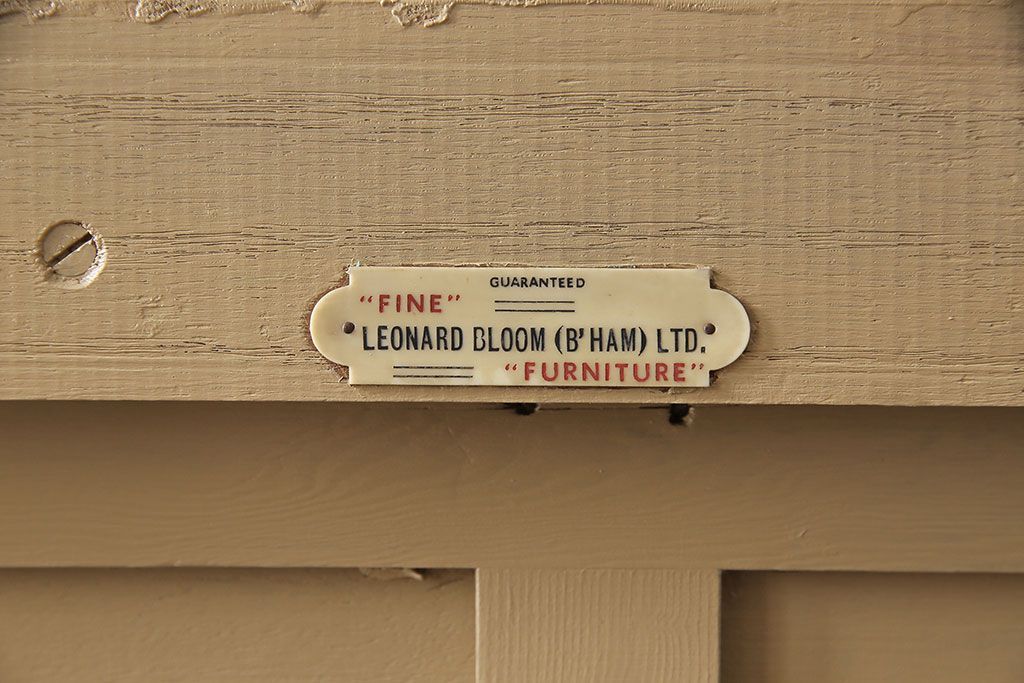 GUARANTEED
“FINE”
LEONARD BLOOM (B'HAM) LTD.
“FURNITURE”